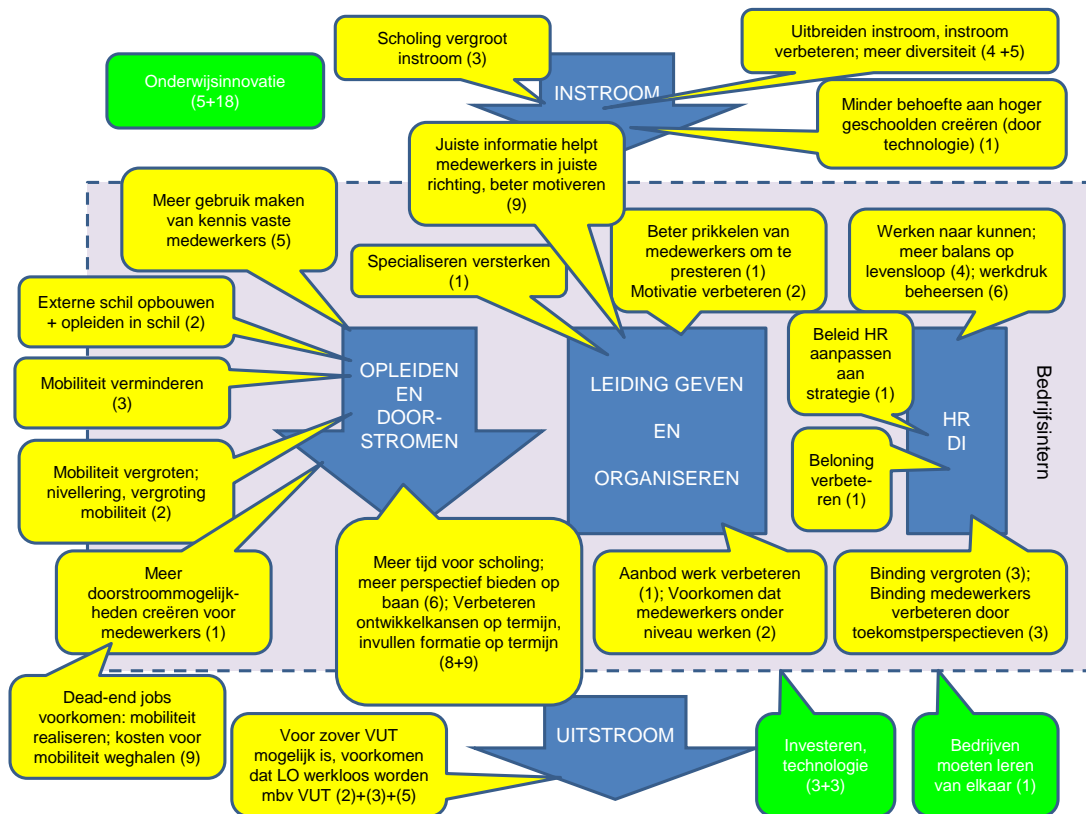 Scholing vergroot
instroom (3)
Uitbreiden instroom, instroom
verbeteren; meer diversiteit (4 +5)
Onderwijsinnovatie
(5+18)
INSTROOM
Minder behoefte aan hoger
geschoolden creëren (door
technologie) (1)
Juiste informatie helpt
medewerkers in juiste
richting, beter motiveren
(9)
Meer gebruik maken
van kennis vaste
medewerkers (5)
Specialiseren versterken
(1)
Beter prikkelen van
medewerkers om te
presteren (1)
Motivatie verbeteren (2)
Werken naar kunnen;
meer balans op
levensloop (4); werkdruk
beheersen
(6)
Externe schil opbouwen
+ opleiden in schil (2)
Mobiliteit verminderen
(3)
OPLEIDEN
EN
DOOR-
STROMEN
LEIDING GEVEN
EN
ORGANISEREN
Beleid HR
aanpassen
aan
strategie (1)
HR
DI
Bedrijfsintern
Beloning
verbete-
ren (1)
Mobiliteit vergroten;
nivellering, vergroting
mobiliteit (2)
Meer
doorstroommogelijk-
heden creëren voor
medewerkers (1)
Meer tijd voor scholing;
meer perspectief bieden op
baan (6); Verbeteren
ontwikkelkansen op termijn,
invullen formatie op termijn
(8+9)
Aanbod werk verbeteren
(1); Voorkomen dat
medewerkers onder
niveau werken (2)
Binding vergroten (3);
Binding medewerkers
verbeteren door
toekomstperspectieven (3)
Dead-end jobs
voorkomen: mobiliteit
realiseren; kosten voor
mobiliteit weghalen (9)
Voor zover VUT
mogelijk is, voorkomen
dat LO werkloos worden
mbv VUT (2)+(3)+(5)
UITSTROOM
Investeren,
technologie
(3+3)
Bedrijven
moeten leren
van elkaar (1)